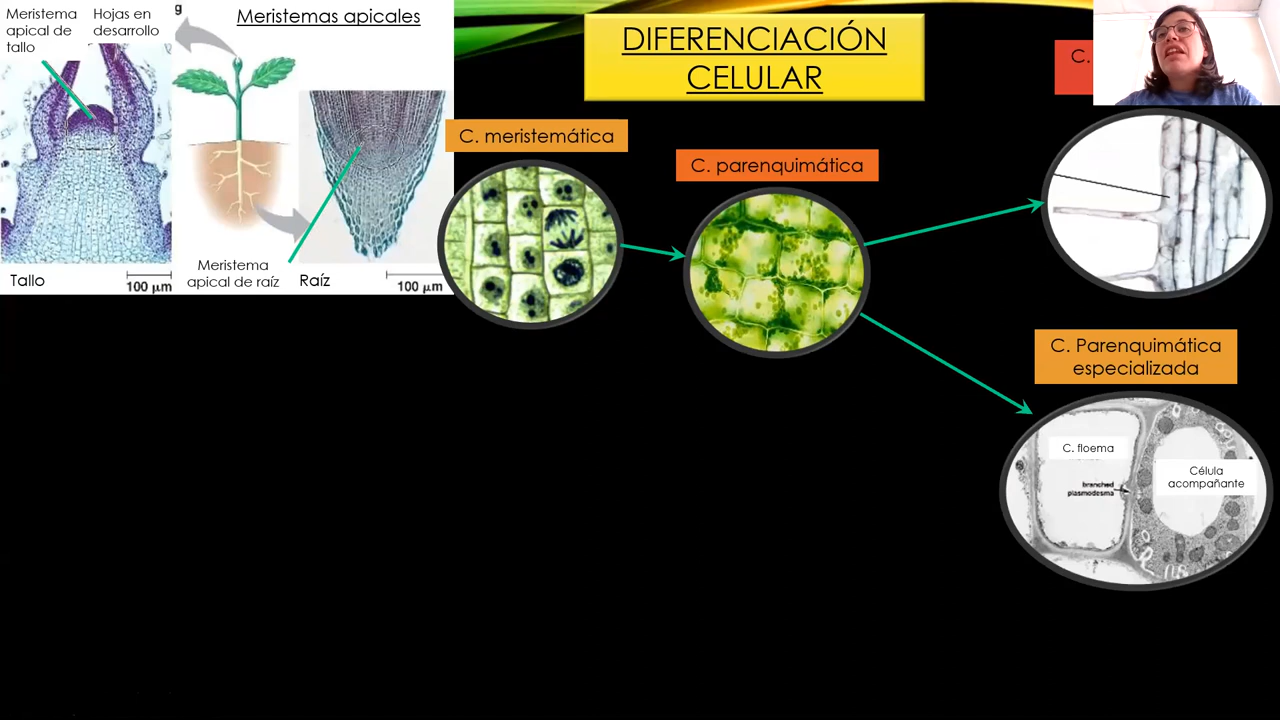 g
Meristemas apicales
Meristema
apical de
tallo
Hojas en
desarrollo
Tallo
100 µm
Meristema
apical de raíz
Raíz
100 µm
DIFERENCIACIÓN
CELULAR
C. meristemática
C. parenquimática
C.
C. Parenquimática
especializada
C. floema
branched
plasmodesma
Célula
acompañante